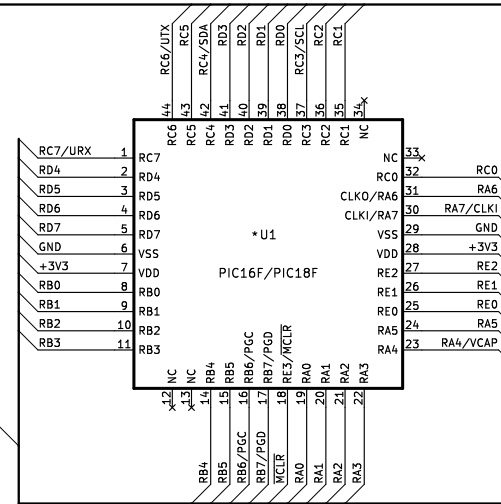 RC6/UTX
RC5
RC4/SDA
RD3
RD2
RD1
RD0
RC3/SCL
RC2
RC1
44
43
42
41
40
39
38
37
36
35
34
RC6
RC5
RC4
RD3
RD2
RD1
RD0
RC3
RC2
RC1
NC
RC7/URX 1 RC7
RD4 2 RD4
RD5 3 RD5
RD6 4 RD6
RD7 5 RD7
GND 6 VSS
+3V3 7 VDD
RB0 8 RB0
RB1 9 RB1
RB2 10 RB2
RB3 11 RB3
*U1
PIC16F/PIC18F
NC 33
RC0 32 RC0
CLKO/RA6 31 RA6
CLKI/RA7 30 RA7/CLKI
VSS 29 GND
VDD 28 +3V3
RE2 27 RE2
RE1 26 RE1
RE0 25 RE0
RA5 24 RA5
RA4 23 RA4/VCAP
NC
NC
RB4
RB5
RB6/PGC
RB7/PGD
RE3/MCLR
RA0
RA1
RA2
RA3
12
13
14
15
16
17
18
19
20
21
22
RB4
RB5
RB6/PGC
RB7/PGD
MCLR
RA0
RA1
RA2
RA3